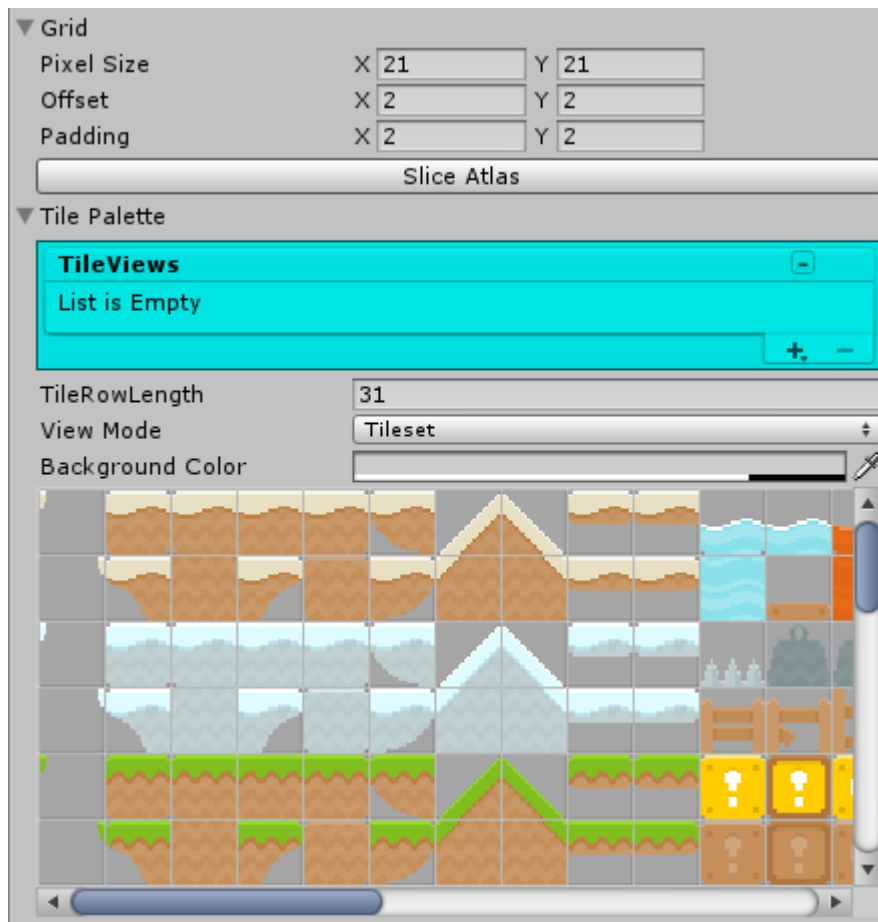 Grid
Pixel Size X 21 Y 21
Offset X 2 Y 2
Padding X 2 Y 2
Slice Atlas
Tile Palette
TileViews
List is Empty
TileRowLength 31
View Mode Tileset
Background Color